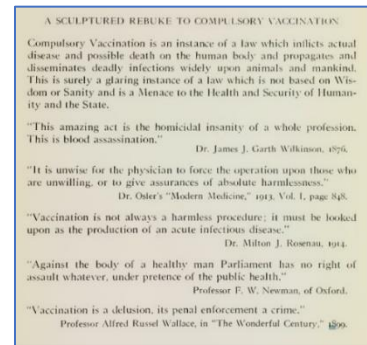 A SCULPTURED REBUKE TO COMPULSORY VACCINATION
Compulsory Vaccination is an instance of a law which inflicts actual
disease and possible death on the human body and propagates and
disseminates deadly infections widely upon animals and mankind.
This is surely a glaring instance of a law which is not based on Wis-
dom or Sanity and is a Menace to the Health and Security of Human-
ity and the State.
"This amazing act is the homicidal insanity of a whole profession.
This is blood assassination."
Dr. James J. Garth Wilkinson, 1876.
"It is unwise for the physician to force the operation upon those who
are unwilling, or to give assurances of absolute harmlessness."
Dr. Osler's "Modern Medicine," 1913, Vol. I, page 848.
"Vaccination is not always a harmless procedure; it must be looked
upon as the production of an acute infectious disease."
Dr. Milton J. Rosenau, 1914.
"Against the body of a healthy man Parliament has no right of
assault whatever, under pretence of the public health."
Professor F. W. Newman, of Oxford.
"Vaccination is a delusion, its penal enforcement a crime."
Professor Alfred Russel Wallace, in "The Wonderful Century," 1899.